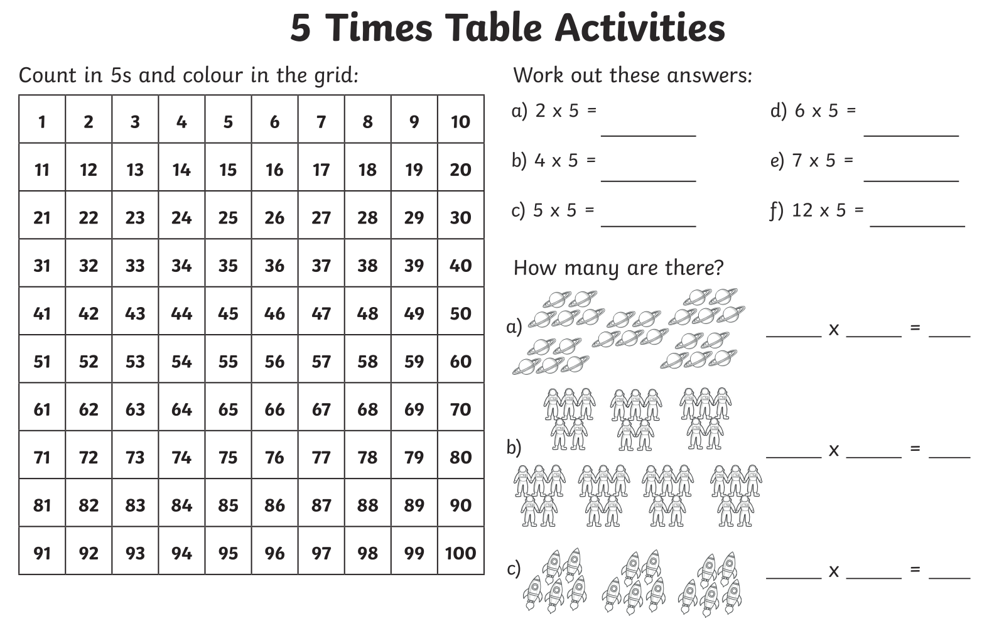 5 Times Table Activities
Count in 5s and colour in the grid:
1 2 3 4 5 6 7 8 9 10
11 12 13 14 15 16 17 18 19 20
21 22 23 24 25 26 27 28 29 30
31 32 33 34 35 36 37 38 39 40
41 42 43 44 45 46 47 48 49 50
51 52 53 54 55 56 57 58 59 60
61 62 63 64 65 66 67 68 69 70
71 72 73 74 75 76 77 78 79 80
81 82 83 84 85 86 87 88 89 90
91 92 93 94 95 96 97 98 99 100
Work out these answers:
a) 2 x 5 = ________ d) 6 x 5 = ________
b) 4 x 5 = ________ e) 7 x 5 = ________
c) 5 x 5 = ________ f) 12 x 5 = ________
How many are there?
a) _____ x _____ = ____
b) _____ x _____ = ____
c) _____ x _____ = ____